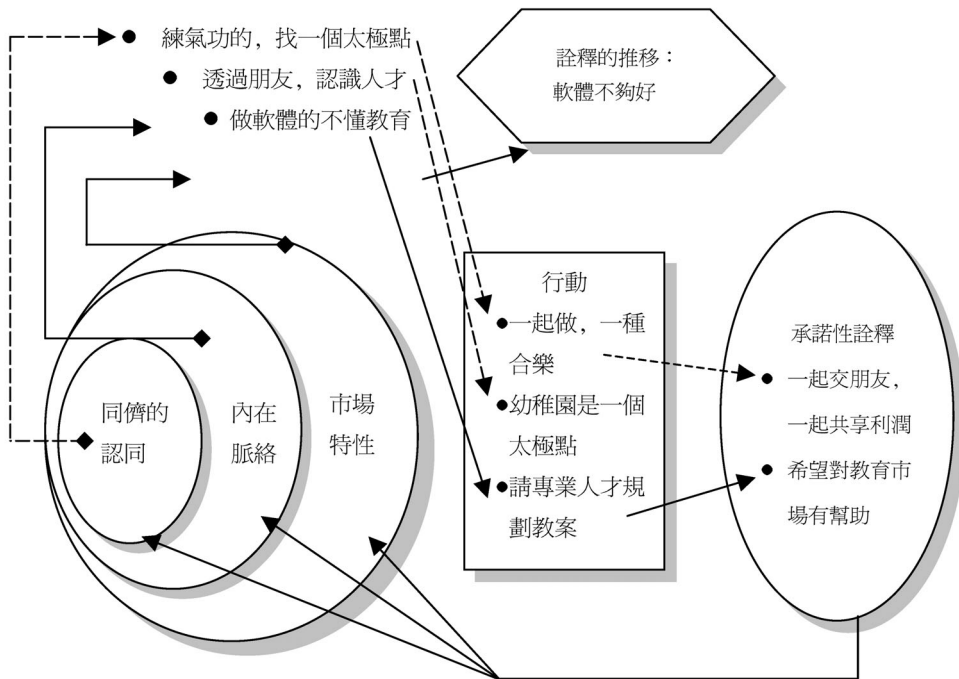 練氣功的，找一個太極點
透過朋友，認識人才
做軟體的不懂教育
詮釋的推移：
軟體不夠好
同儕的
認同
內在
脈絡
市場
特性
行動
一起做，一種
合樂
幼稚園是一個
太極點
請專業人才規
劃教案
承諾性詮釋
一起交朋友，
一起共享利潤
希望對教育市
場有幫助